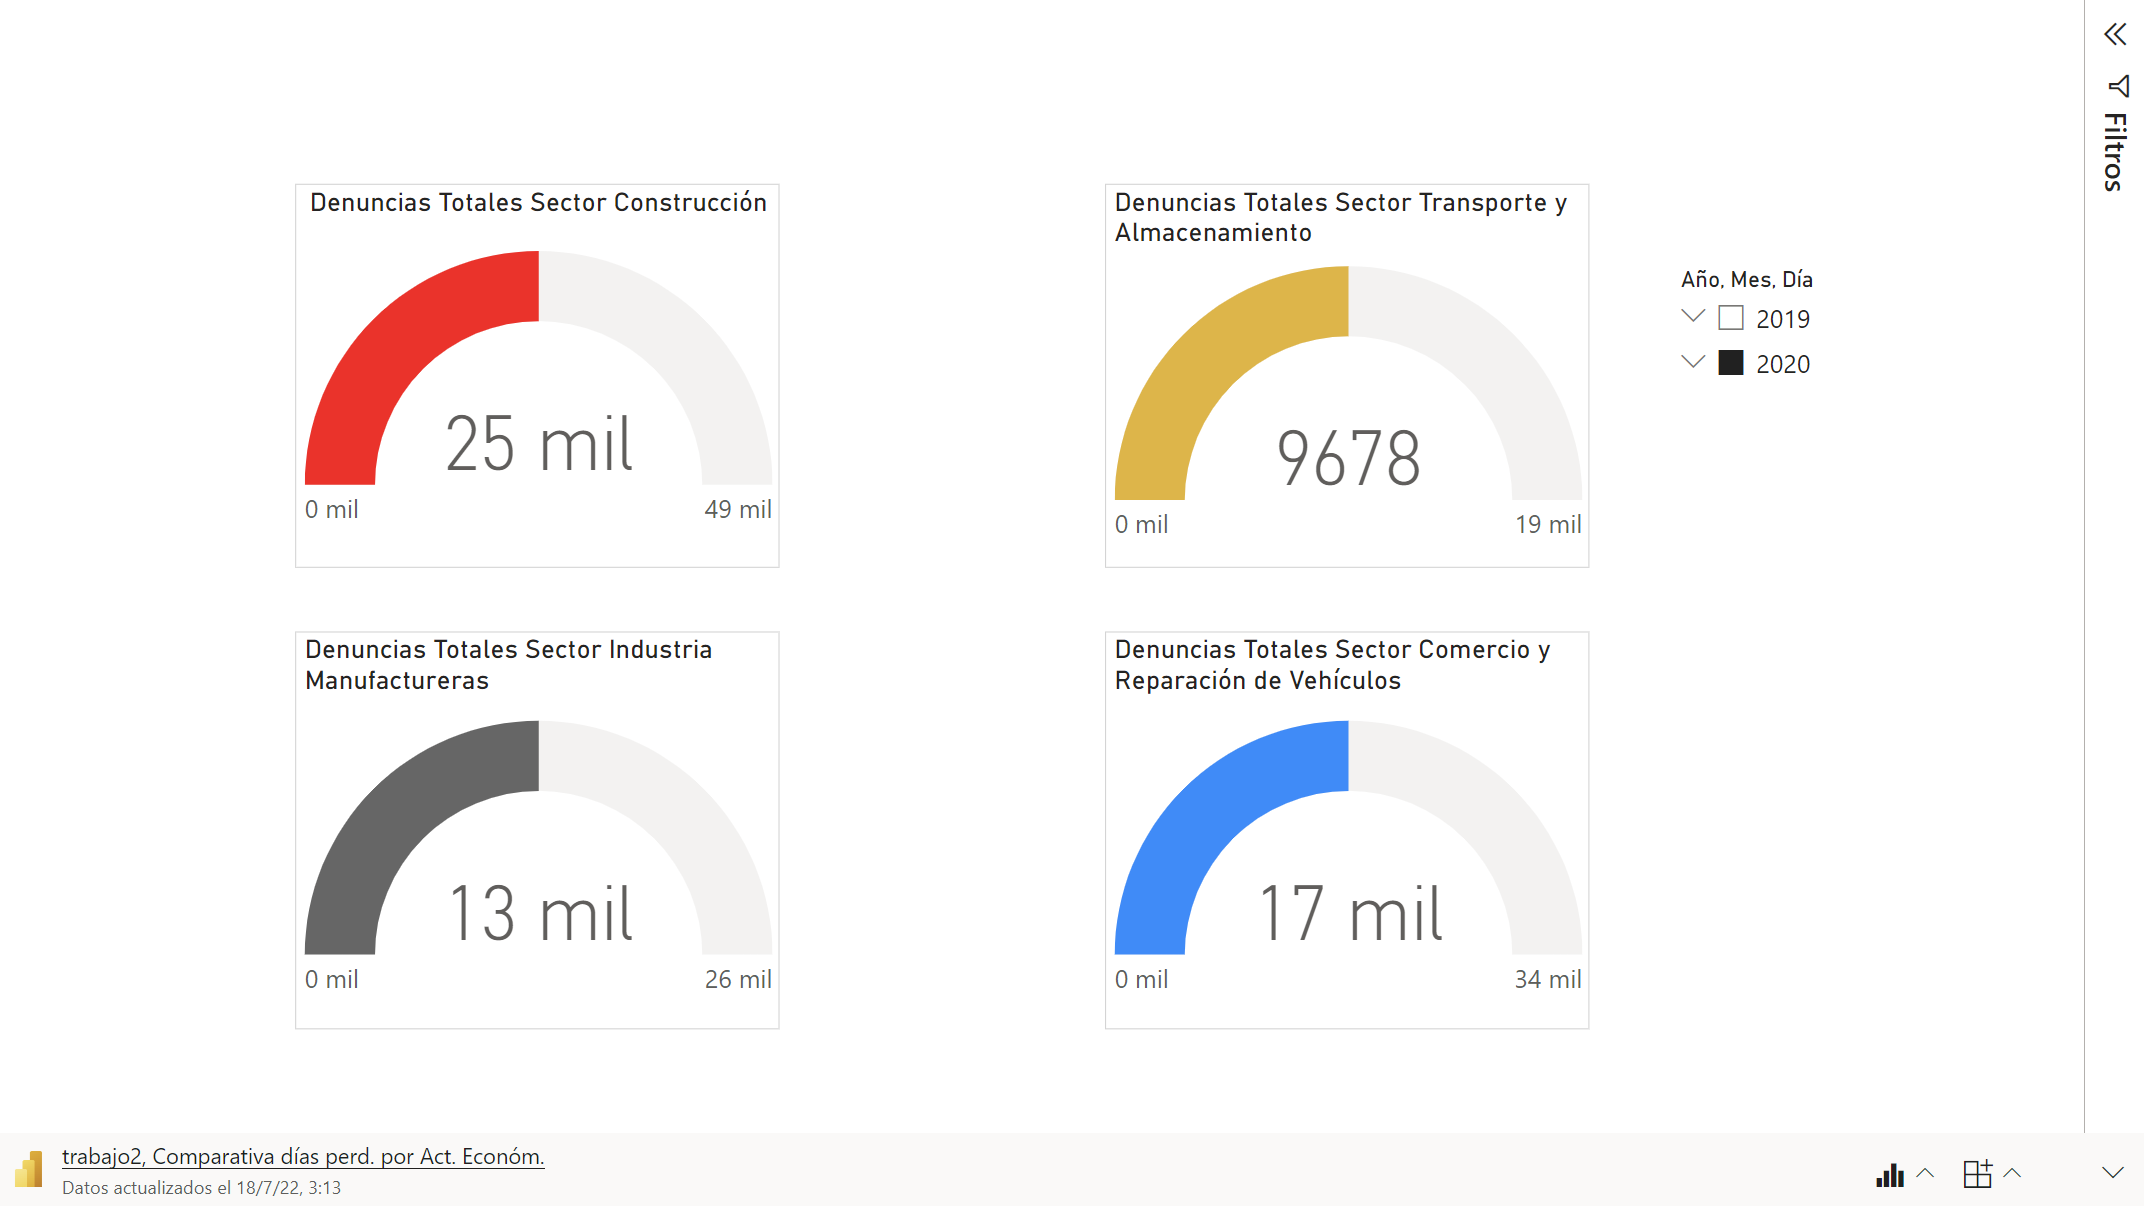 Denuncias Totales Sector Construcción
25 mil
0 mil
49 mil
Denuncias Totales Sector Transporte y
Almacenamiento
9678
0 mil
19 mil
Año, Mes, Día
2019
2020
Denuncias Totales Sector Industria
Manufactureras
13 mil
0 mil
26 mil
Denuncias Totales Sector Comercio y
Reparación de Vehículos
17 mil
0 mil
34 mil
Filtros
trabajo2, Comparativa días perd. por Act. Económ.
Datos actualizados el 18/7/22, 3:13